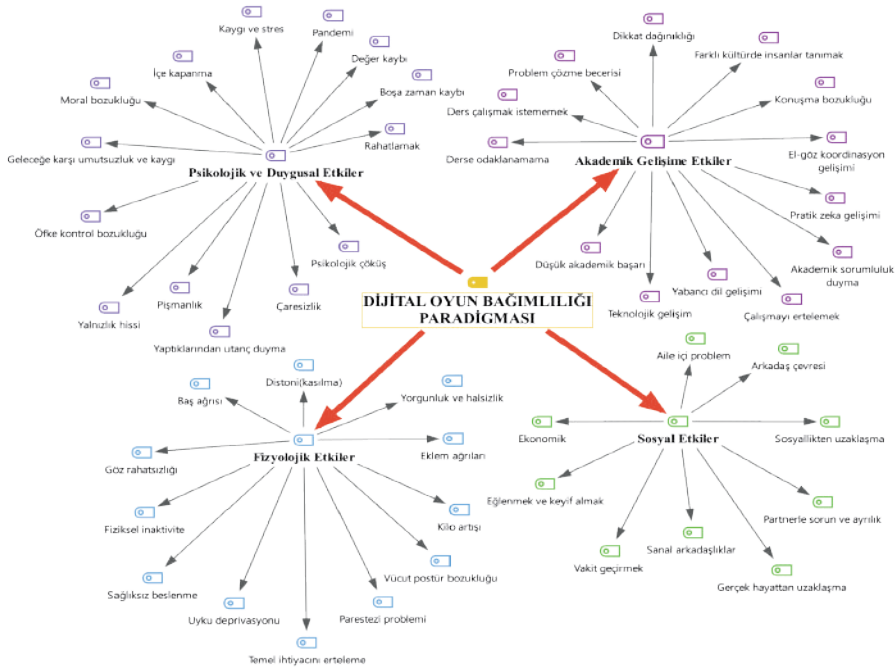 Kaygı ve stres
Pandemi
İçe kapanma
Değer kaybı
Moral bozukluğu
Boşa zaman kaybı
Rahatlamak
Geleceğe karşı umutsuzluk ve kaygı
Psikolojik ve Duygusal Etkiler
Öfke kontrol bozukluğu
Psikolojik çöküş
Pişmanlık
Çaresizlik
Yalnızlık hissi
Yaptıklarından utanç duyma
Dikkat dağınıklığı
Farklı kültürde insanlar tanımak
Problem çözme becerisi
Ders çalışmak istememek
Konuşma bozukluğu
Derse odaklanamama
Akademik Gelişime Etkiler
El-göz koordinasyon
gelişimi
Pratik zeka gelişimi
Düşük akademik başarı
Akademik sorumluluk
duyma
Yabancı dil gelişimi
Teknolojik gelişim
Çalışmayı ertelemek
DİJİTAL OYUN BAĞIMLILIĞI
PARADİGMASI
Distoni(kasılma)
Baş ağrısı
Yorgunluk ve halsizlik
Göz rahatsızlığı
Fizyolojik Etkiler
Eklem ağrıları
Fiziksel inaktivite
Kilo artışı
Sağlıksız beslenme
Vücut postür bozukluğu
Uyku deprivasyonu
Parestezi problemi
Temel ihtiyacını erteleme
Aile içi problem
Arkadaş çevresi
Ekonomik
Sosyal Etkiler
Sosyallikten uzaklaşma
Eğlenmek ve keyif almak
Partnerle sorun ve ayrılık
Vakit geçirmek
Sanal arkadaşlıklar
Gerçek hayattan uzaklaşma